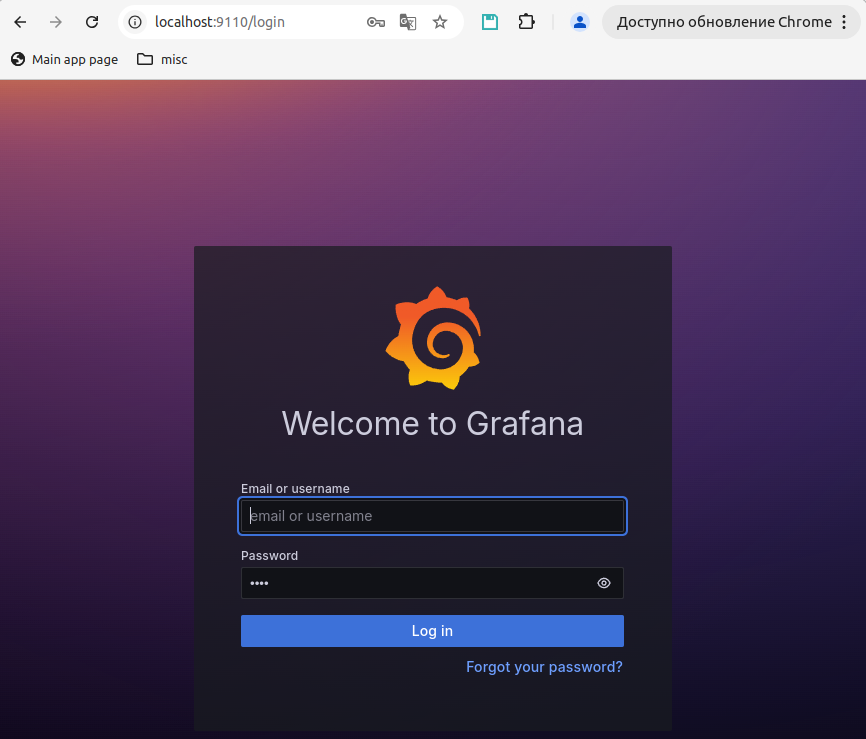 localhost:9110/login
Доступно обновление Chrome
Main app page
misc
Welcome to Grafana
Email or username
email or username
Password
••••
Log in
Forgot your password?